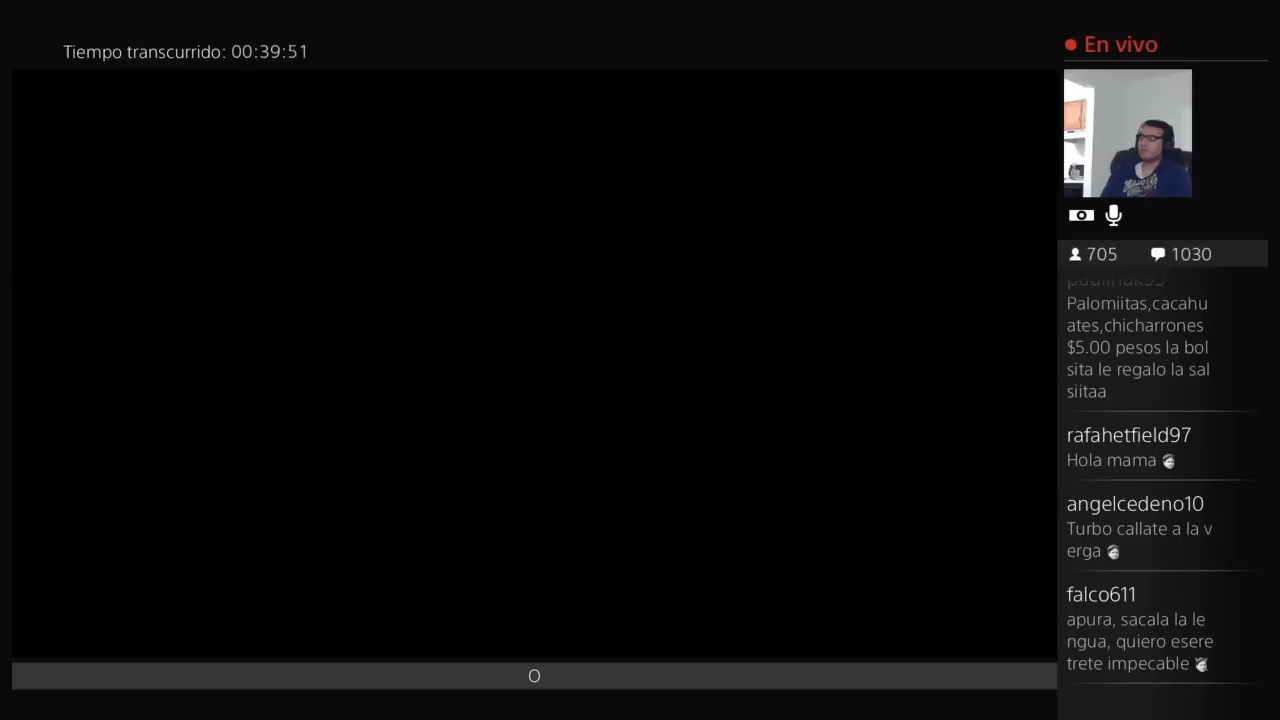 Tiempo transcurrido: 00:39:51
En vivo
705 1030
paulinak95
Palomiitas,cacahu
ates,chicharrones
$5.00 pesos la bol
sita le regalo la sal
siitaa
rafahetfield97
Hola mama
angelcedeno10
Turbo callate a la v
erga
falco611
apura, sacala la le
ngua, quiero esere
trete impecable
O